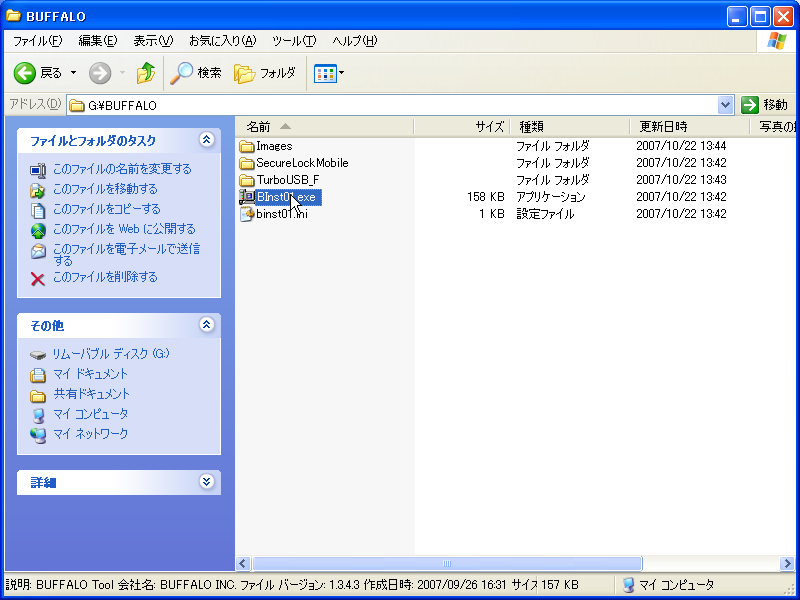 BUFFALO
ファイル(F) 編集(E) 表示(V) お気に入り(A) ツール(T) ヘルプ(H)
戻る 検索 フォルダ
アドレス(D) G:¥BUFFALO 移動
ファイルとフォルダのタスク
このファイルの名前を変更する
このファイルを移動する
このファイルをコピーする
このファイルを Web に公開する
このファイルを電子メールで送信
する
このファイルを削除する
その他
リムーバブル ディスク (G:)
マイ ドキュメント
共有ドキュメント
マイ コンピュータ
マイ ネットワーク
詳細
名前 サイズ 種類 更新日時 写真の
Images ファイル フォルダ 2007/10/22 13:44
SecureLockMobile ファイル フォルダ 2007/10/22 13:42
TurboUSB_F ファイル フォルダ 2007/10/22 13:43
BInst01.exe 158 KB アプリケーション 2007/10/22 13:42
binst01.ini 1 KB 設定ファイル 2007/10/22 13:42
説明: BUFFALO Tool 会社名: BUFFALO INC. ファイル バージョン: 1.3.4.3 作成日時: 2007/09/26 16:31 サイズ 157 KB マイ コンピュータ